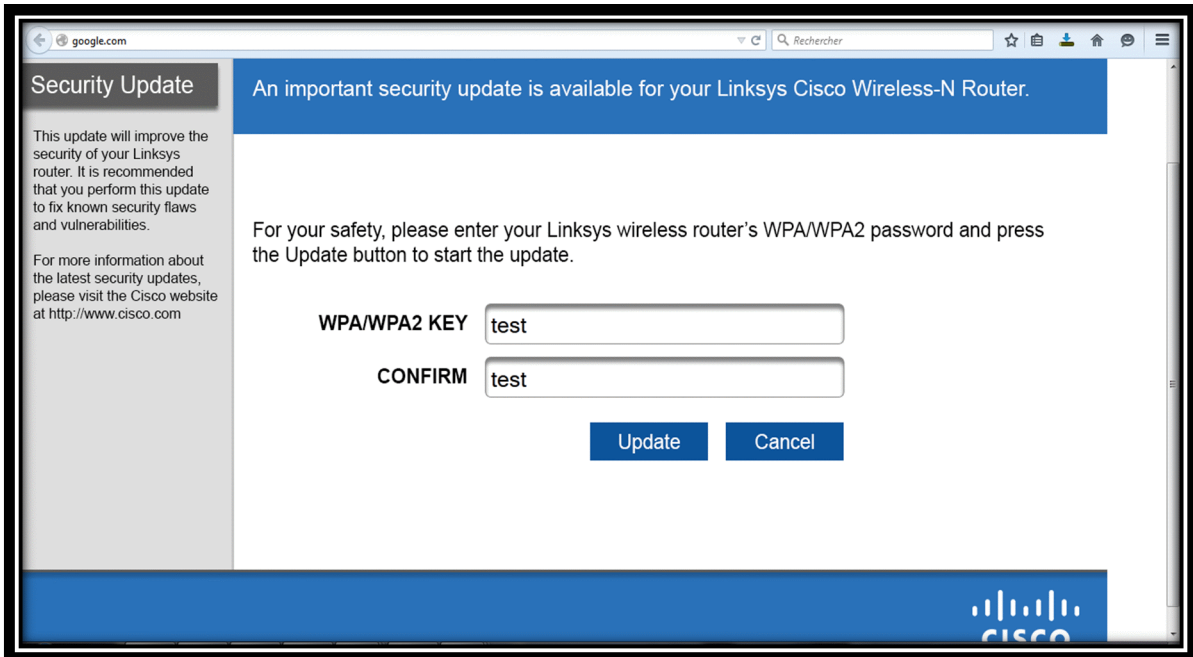 google.com
Rechercher
Security Update
This update will improve the
security of your Linksys
router. It is recommended
that you perform this update
to fix known security flaws
and vulnerabilities.
For more information about
the latest security updates,
please visit the Cisco website
at http://www.cisco.com
An important security update is available for your Linksys Cisco Wireless-N Router.
For your safety, please enter your Linksys wireless router's WPA/WPA2 password and press
the Update button to start the update.
WPA/WPA2 KEY test
CONFIRM test
Update Cancel
CISCO